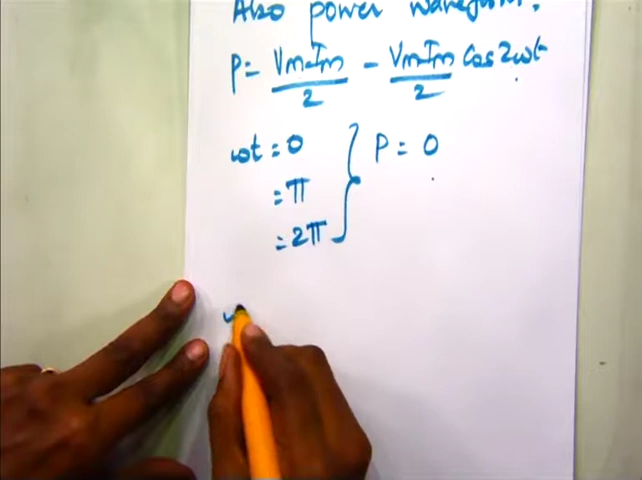 Also power waveform.
P = VmIm/2 - VmIm/2 Cos 2ωt
ωt = 0 } P = 0
= π
= 2π